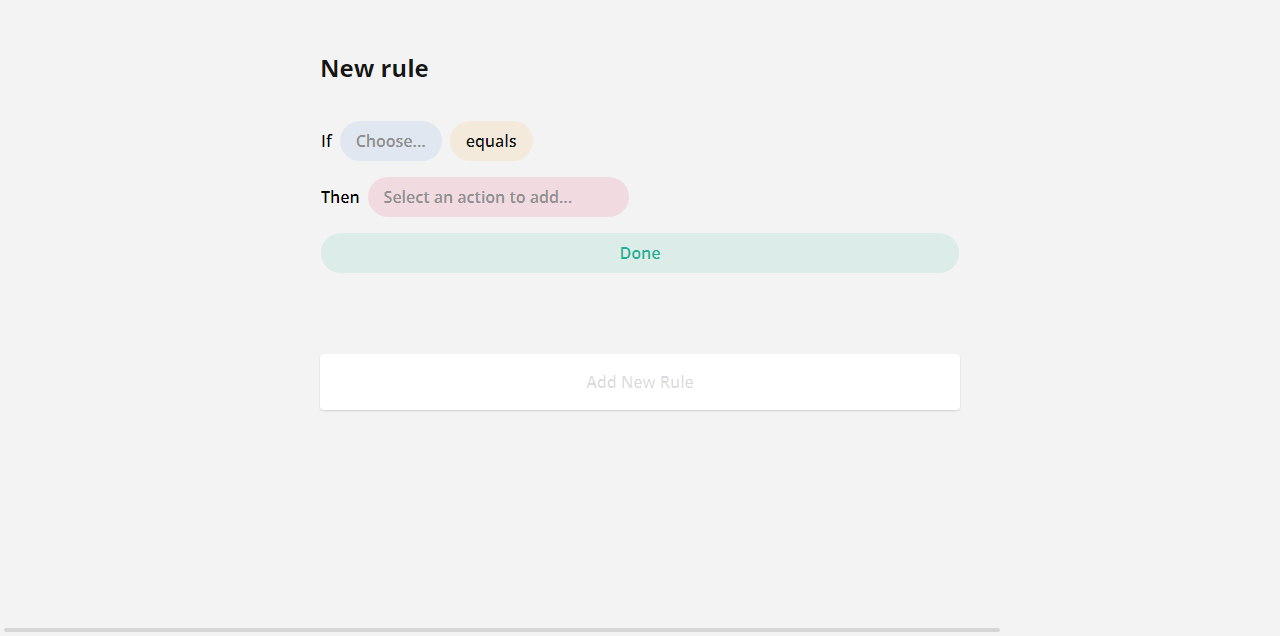 New rule
If Choose... equals
Then Select an action to add...
Done
Add New Rule